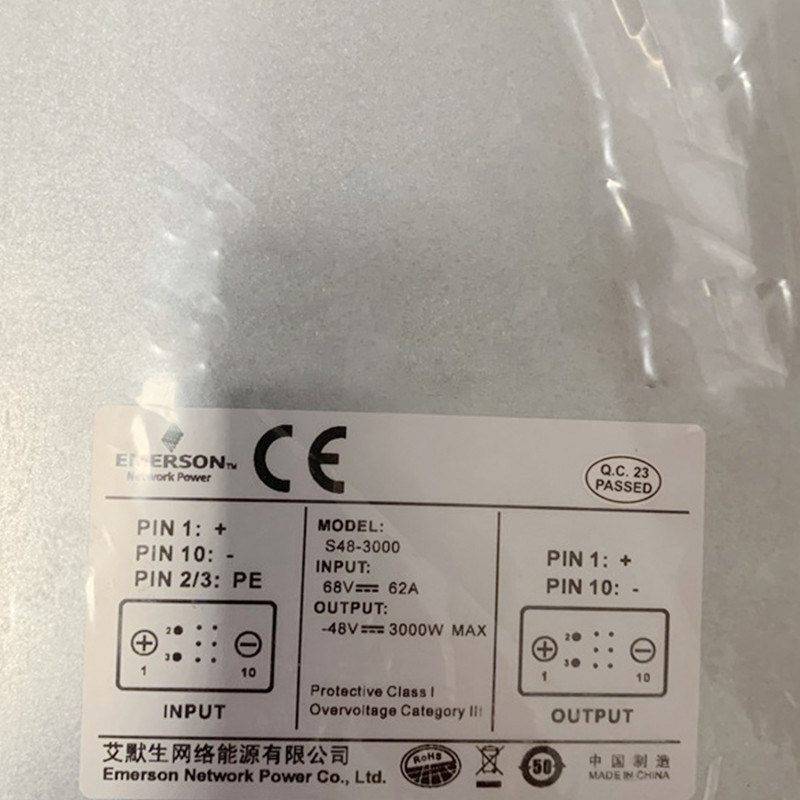 EMERSON™
Network Power
CE
Q.C. 23
PASSED
PIN 1: +
PIN 10: -
PIN 2/3: PE
2
3
1
10
INPUT
MODEL:
S48-3000
INPUT:
68V⎓ 62A
OUTPUT:
-48V⎓ 3000W MAX
Protective Class I
Overvoltage Category III
PIN 1: +
PIN 10: -
2
3
1
10
OUTPUT
艾默生网络能源有限公司
Emerson Network Power Co., Ltd.
RoHS
50
中国制造
MADE IN CHINA